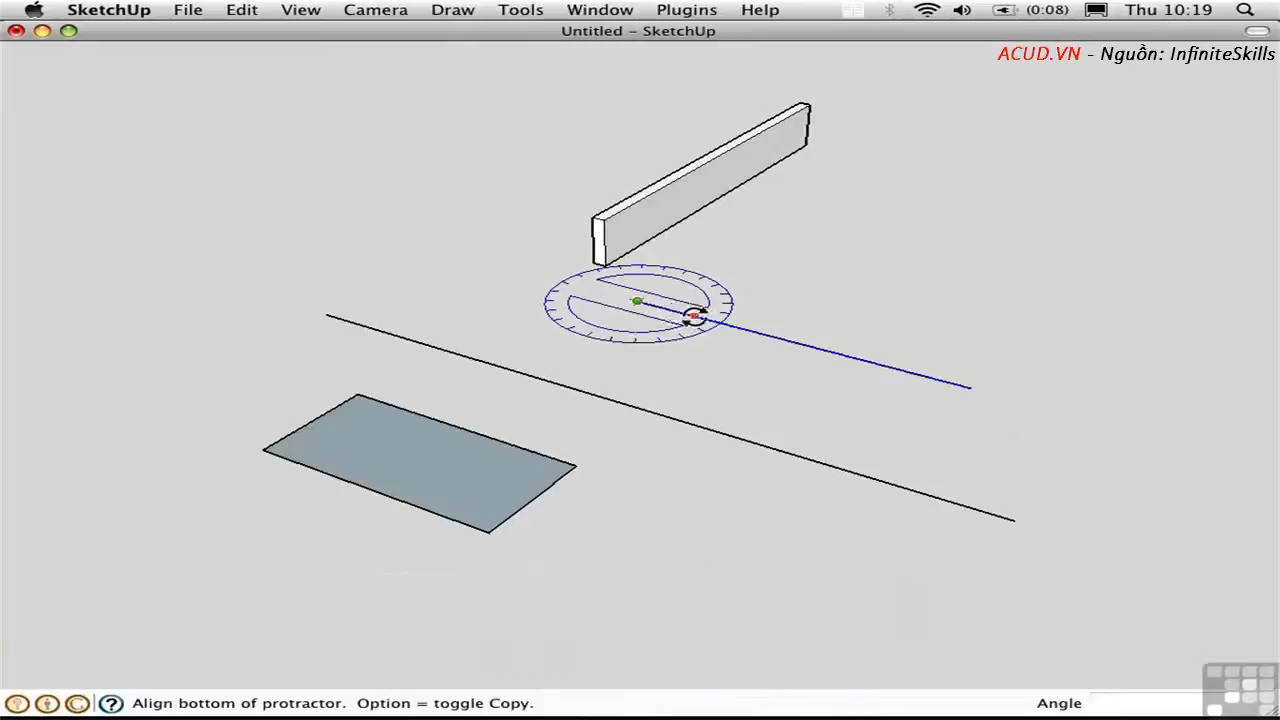 SketchUp File Edit View Camera Draw Tools Window Plugins Help (0:08) Thu 10:19
Untitled – SketchUp
ACUD.VN - Nguồn: InfiniteSkills
Align bottom of protractor. Option = toggle Copy. Angle